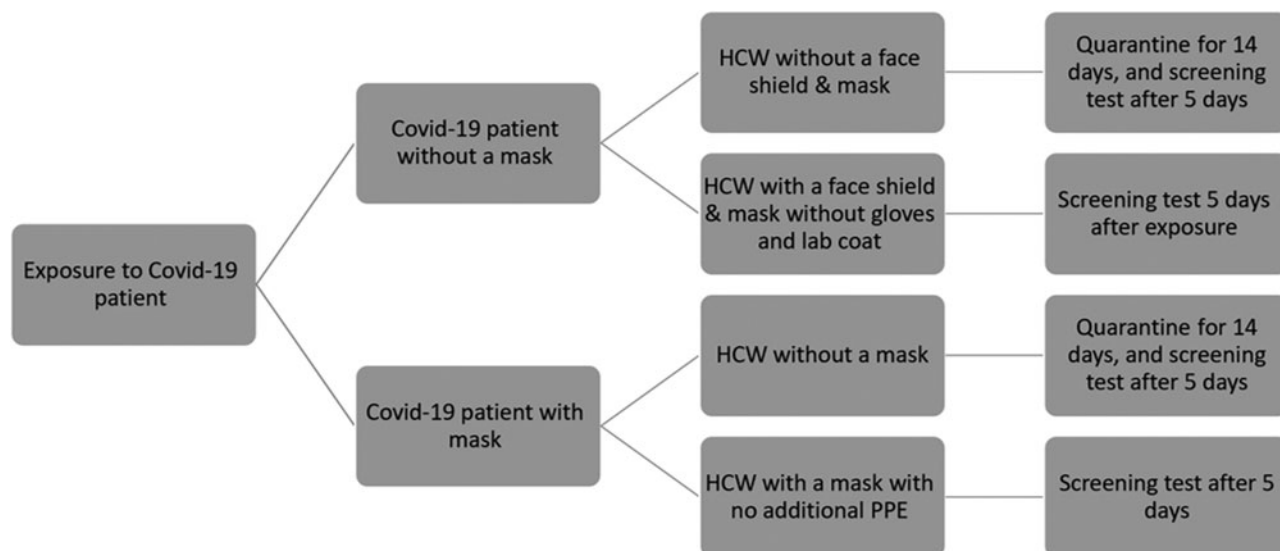 Exposure to Covid-19
patient
Covid-19 patient
without a mask
HCW without a face
shield & mask
Quarantine for 14
days, and screening
test after 5 days
HCW with a face shield
& mask without gloves
and lab coat
Screening test 5 days
after exposure
Covid-19 patient with
mask
HCW without a mask
Quarantine for 14
days, and screening
test after 5 days
HCW with a mask with
no additional PPE
Screening test after 5
days